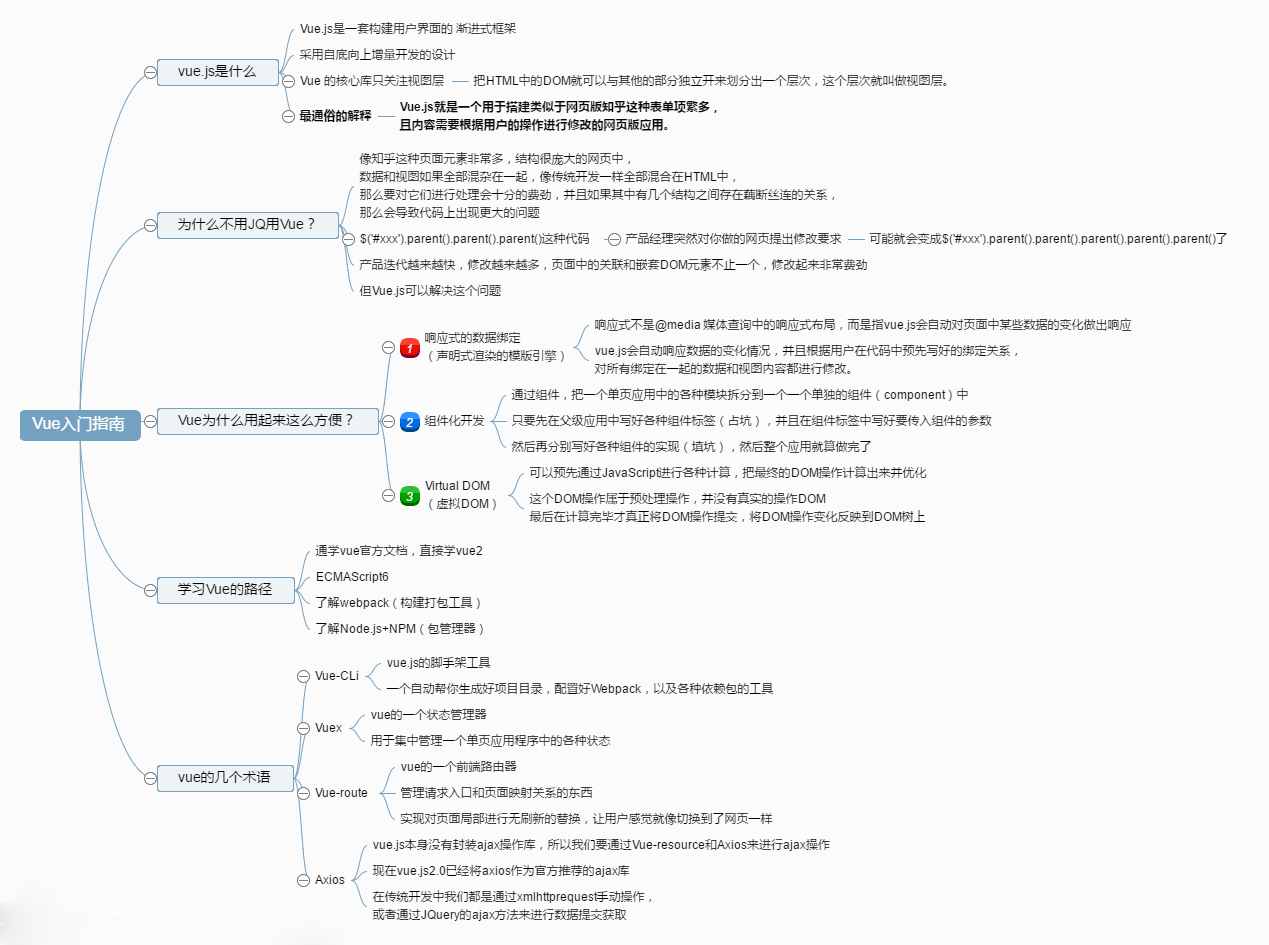 Vue入门指南
vue.js是什么
Vue.js是一套构建用户界面的 渐进式框架
采用自底向上增量开发的设计
Vue 的核心库只关注视图层
把HTML中的DOM就可以与其他的部分独立开来划分出一个层次，这个层次就叫做视图层。
最通俗的解释
Vue.js就是一个用于搭建类似于网页版知乎这种表单项繁多，
且内容需要根据用户的操作进行修改的网页版应用。
为什么不用JQ用Vue？
像知乎这种页面元素非常多，结构很庞大的网页中，
数据和视图如果全部混杂在一起，像传统开发一样全部混合在HTML中，
那么要对它们进行处理会十分的费劲，并且如果其中有几个结构之间存在藕断丝连的关系，
那么会导致代码上出现更大的问题
$('#xxx').parent().parent().parent()这种代码
产品经理突然对你做的网页提出修改要求
可能就会变成$('#xxx').parent().parent().parent().parent().parent()了
产品迭代越来越快，修改越来越多，页面中的关联和嵌套DOM元素不止一个，修改起来非常费劲
但Vue.js可以解决这个问题
Vue为什么用起来这么方便？
1
响应式的数据绑定
（声明式渲染的模版引擎）
响应式不是@media 媒体查询中的响应式布局，而是指vue.js会自动对页面中某些数据的变化做出响应
vue.js会自动响应数据的变化情况，并且根据用户在代码中预先写好的绑定关系，
对所有绑定在一起的数据和视图内容都进行修改。
2
组件化开发
通过组件，把一个单页应用中的各种模块拆分到一个一个单独的组件（component）中
只要先在父级应用中写好各种组件标签（占坑），并且在组件标签中写好要传入组件的参数
然后再分别写好各种组件的实现（填坑），然后整个应用就算做完了
3
Virtual DOM
（虚拟DOM）
可以预先通过JavaScript进行各种计算，把最终的DOM操作计算出来并优化
这个DOM操作属于预处理操作，并没有真实的操作DOM
最后在计算完毕才真正将DOM操作提交，将DOM操作变化反映到DOM树上
学习Vue的路径
通学vue官方文档，直接学vue2
ECMAScript6
了解webpack（构建打包工具）
了解Node.js+NPM（包管理器）
vue的几个术语
Vue-CLi
vue.js的脚手架工具
一个自动帮你生成好项目目录，配置好Webpack，以及各种依赖包的工具
Vuex
vue的一个状态管理器
用于集中管理一个单页应用程序中的各种状态
Vue-route
vue的一个前端路由器
管理请求入口和页面映射关系的东西
实现对页面局部进行无刷新的替换，让用户感觉就像切换到了网页一样
Axios
vue.js本身没有封装ajax操作库，所以我们要通过Vue-resource和Axios来进行ajax操作
现在vue.js2.0已经将axios作为官方推荐的ajax库
在传统开发中我们都是通过xmlhttprequest手动操作，
或者通过JQuery的ajax方法来进行数据提交获取